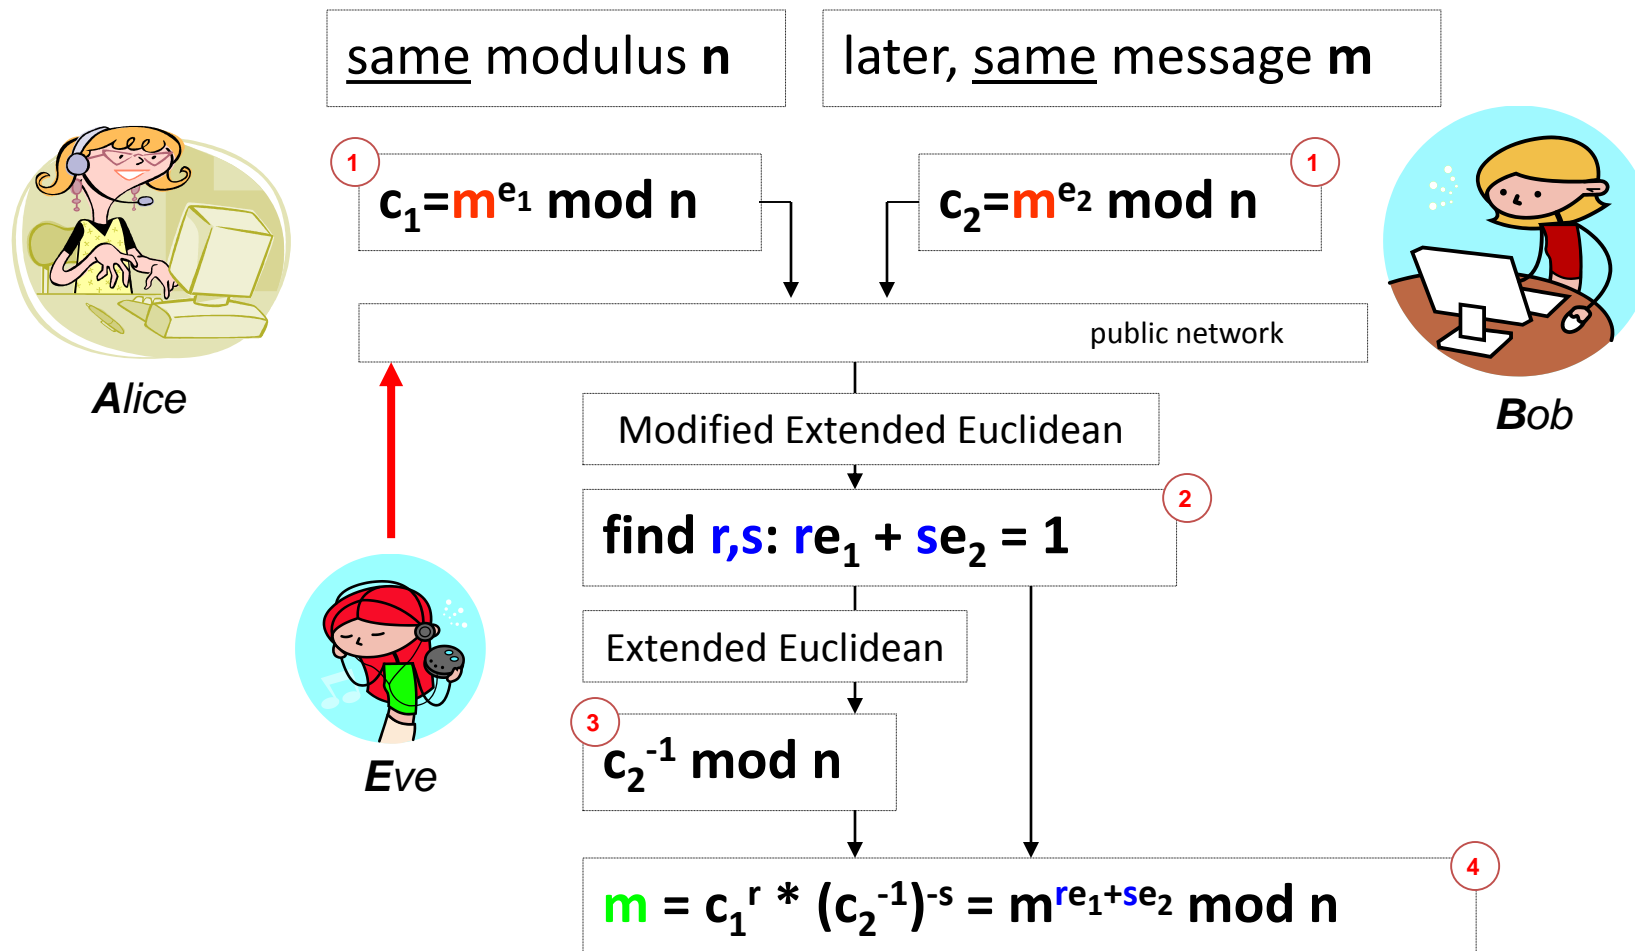 same modulus n
later, same message m
1
c₁=mᵉ₁ mod n
c₂=mᵉ₂ mod n
1
public network
Alice
Bob
Modified Extended Euclidean
2
find r,s: re₁ + se₂ = 1
Extended Euclidean
3
c₂⁻¹ mod n
Eve
4
m = c₁ʳ * (c₂⁻¹)⁻ˢ = mʳᵉ₁⁺ˢᵉ₂ mod n